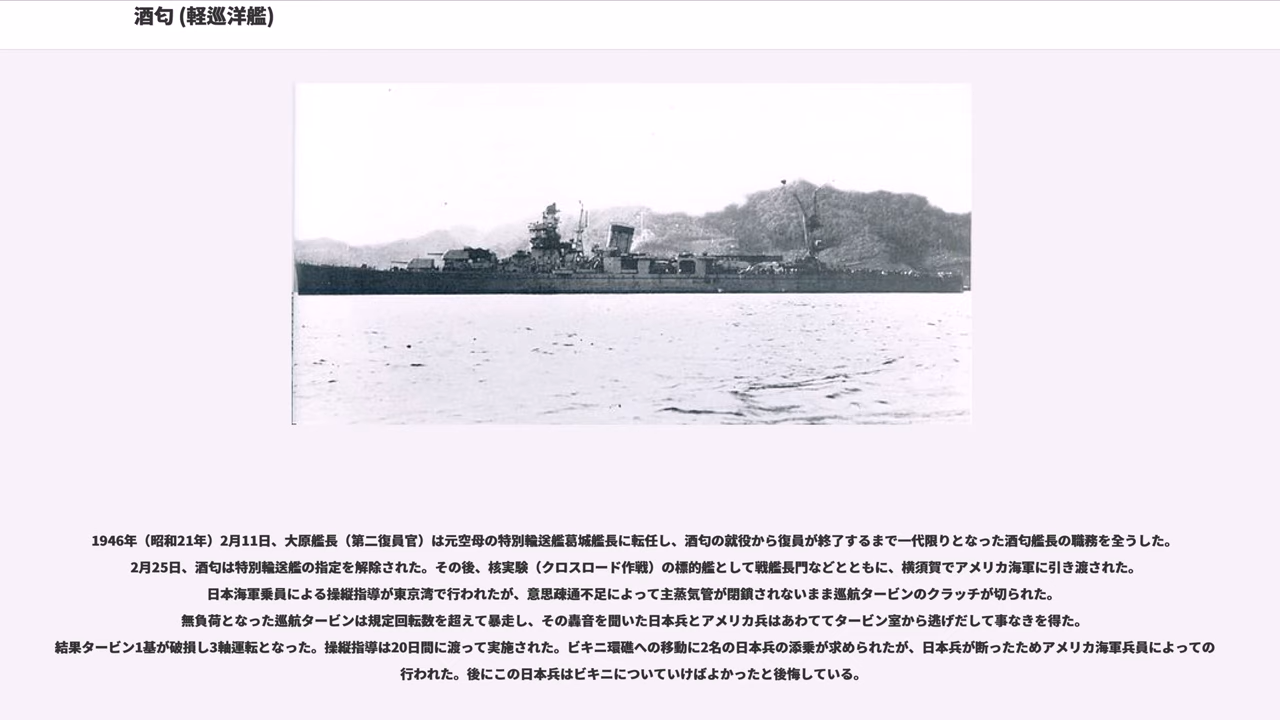 酒匂 (軽巡洋艦)
1946年（昭和21年）2月11日、大原艦長（第二復員官）は元空母の特別輸送艦葛城艦長に転任し、酒匂の就役から復員が終了するまで一代限りとなった酒匂艦長の職務を全うした。
2月25日、酒匂は特別輸送艦の指定を解除された。その後、核実験（クロスロード作戦）の標的艦として戦艦長門などとともに、横須賀でアメリカ海軍に引き渡された。
日本海軍乗員による操縦指導が東京湾で行われたが、意思疎通不足によって主蒸気管が閉鎖されないまま巡航タービンのクラッチが切られた。
無負荷となった巡航タービンは規定回転数を超えて暴走し、その轟音を聞いた日本兵とアメリカ兵はあわててタービン室から逃げだして事なきを得た。
結果タービン1基が破損し3軸運転となった。操縦指導は20日間に渡って実施された。ビキニ環礁への移動に2名の日本兵の添乗が求められたが、日本兵が断ったためアメリカ海軍兵員によっての
行われた。後にこの日本兵はビキニについていけばよかったと後悔している。